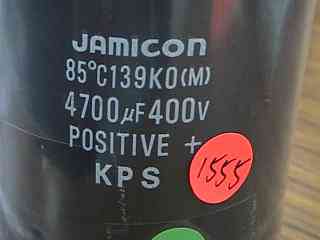 Jamicon
85°C139K0(M)
4700µF400V
POSITIVE +
KPS
1555